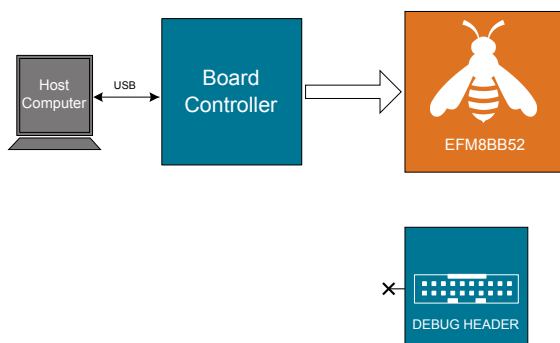 Host
Computer
USB
Board
Controller
EFM8BB52
DEBUG HEADER